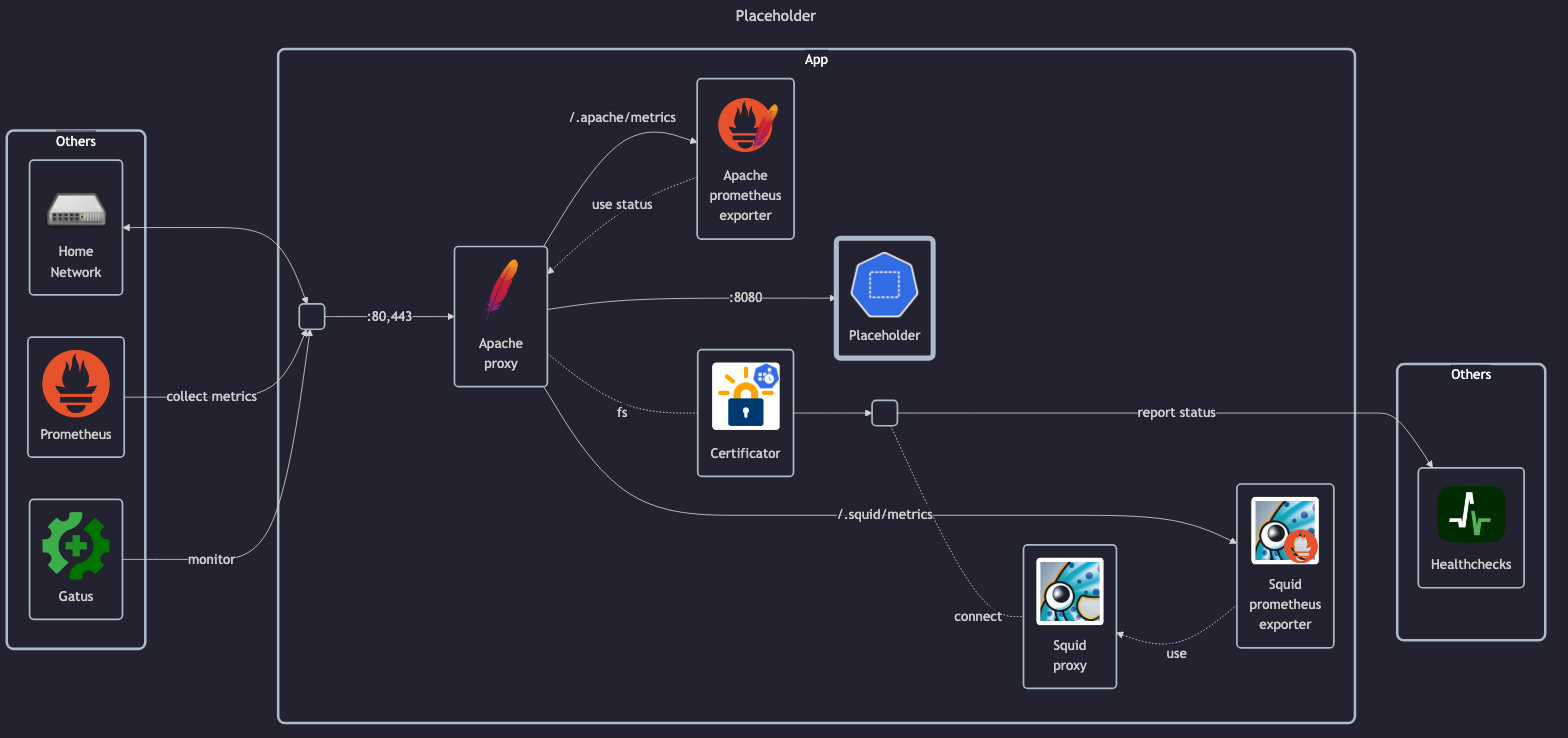 Placeholder
App
Others
Home
Network
Prometheus
Gatus
collect metrics
monitor
:80,443
Apache
proxy
/.apache/metrics
use status
Apache
prometheus
exporter
:8080
Placeholder
fs
Certificator
report status
/.squid/metrics
connect
Squid
proxy
use
Squid
prometheus
exporter
Others
Healthchecks